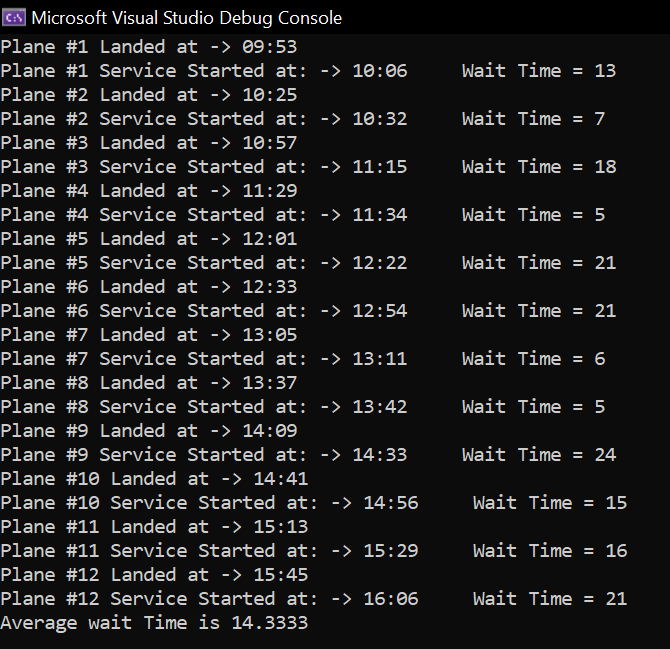 Microsoft Visual Studio Debug Console
Plane #1 Landed at -> 09:53
Plane #1 Service Started at: -> 10:06     Wait Time = 13
Plane #2 Landed at -> 10:25
Plane #2 Service Started at: -> 10:32     Wait Time = 7
Plane #3 Landed at -> 10:57
Plane #3 Service Started at: -> 11:15     Wait Time = 18
Plane #4 Landed at -> 11:29
Plane #4 Service Started at: -> 11:34     Wait Time = 5
Plane #5 Landed at -> 12:01
Plane #5 Service Started at: -> 12:22     Wait Time = 21
Plane #6 Landed at -> 12:33
Plane #6 Service Started at: -> 12:54     Wait Time = 21
Plane #7 Landed at -> 13:05
Plane #7 Service Started at: -> 13:11     Wait Time = 6
Plane #8 Landed at -> 13:37
Plane #8 Service Started at: -> 13:42     Wait Time = 5
Plane #9 Landed at -> 14:09
Plane #9 Service Started at: -> 14:33     Wait Time = 24
Plane #10 Landed at -> 14:41
Plane #10 Service Started at: -> 14:56     Wait Time = 15
Plane #11 Landed at -> 15:13
Plane #11 Service Started at: -> 15:29     Wait Time = 16
Plane #12 Landed at -> 15:45
Plane #12 Service Started at: -> 16:06     Wait Time = 21
Average wait Time is 14.3333